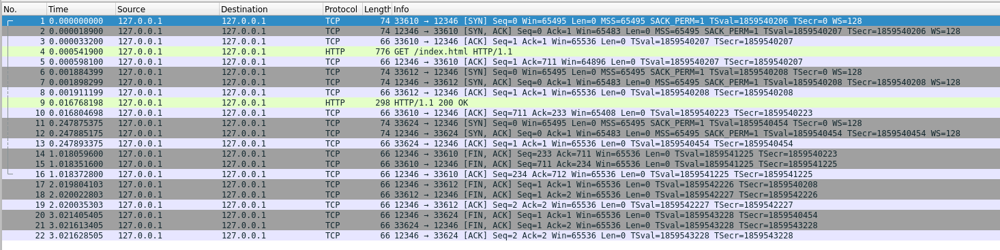 No. Time Source Destination Protocol Length Info
1 0.000000000 127.0.0.1 127.0.0.1 TCP 74 33610 → 12346 [SYN] Seq=0 Win=65495 Len=0 MSS=65495 SACK_PERM=1 TSval=1859540206 TSecr=0 WS=128
2 0.000018900 127.0.0.1 127.0.0.1 TCP 74 12346 → 33610 [SYN, ACK] Seq=0 Ack=1 Win=65483 Len=0 MSS=65495 SACK_PERM=1 TSval=1859540207 TSecr=1859540206 WS=128
3 0.000033200 127.0.0.1 127.0.0.1 TCP 66 33610 → 12346 [ACK] Seq=1 Ack=1 Win=65536 Len=0 TSval=1859540207 TSecr=1859540207
4 0.000541900 127.0.0.1 127.0.0.1 HTTP 776 GET /index.html HTTP/1.1
5 0.000598100 127.0.0.1 127.0.0.1 TCP 66 12346 → 33610 [ACK] Seq=1 Ack=711 Win=64896 Len=0 TSval=1859540207 TSecr=1859540207
6 0.001884399 127.0.0.1 127.0.0.1 TCP 74 33612 → 12346 [SYN] Seq=0 Win=65495 Len=0 MSS=65495 SACK_PERM=1 TSval=1859540208 TSecr=0 WS=128
7 0.001898299 127.0.0.1 127.0.0.1 TCP 74 12346 → 33612 [SYN, ACK] Seq=0 Ack=1 Win=65483 Len=0 MSS=65495 SACK_PERM=1 TSval=1859540208 TSecr=1859540208 WS=128
8 0.001911199 127.0.0.1 127.0.0.1 TCP 66 33612 → 12346 [ACK] Seq=1 Ack=1 Win=65536 Len=0 TSval=1859540208 TSecr=1859540208
9 0.016768198 127.0.0.1 127.0.0.1 HTTP 298 HTTP/1.1 200 OK
10 0.016804698 127.0.0.1 127.0.0.1 TCP 66 33610 → 12346 [ACK] Seq=711 Ack=233 Win=65408 Len=0 TSval=1859540223 TSecr=1859540223
11 0.247875375 127.0.0.1 127.0.0.1 TCP 74 33624 → 12346 [SYN] Seq=0 Win=65495 Len=0 MSS=65495 SACK_PERM=1 TSval=1859540454 TSecr=0 WS=128
12 0.247885175 127.0.0.1 127.0.0.1 TCP 74 12346 → 33624 [SYN, ACK] Seq=0 Ack=1 Win=65483 Len=0 MSS=65495 SACK_PERM=1 TSval=1859540454 TSecr=1859540454 WS=128
13 0.247893375 127.0.0.1 127.0.0.1 TCP 66 33624 → 12346 [ACK] Seq=1 Ack=1 Win=65536 Len=0 TSval=1859540454 TSecr=1859540454
14 1.018059600 127.0.0.1 127.0.0.1 TCP 66 12346 → 33610 [FIN, ACK] Seq=233 Ack=711 Win=65536 Len=0 TSval=1859541225 TSecr=1859540223
15 1.018351600 127.0.0.1 127.0.0.1 TCP 66 33610 → 12346 [FIN, ACK] Seq=711 Ack=234 Win=65536 Len=0 TSval=1859541225 TSecr=1859541225
16 1.018372800 127.0.0.1 127.0.0.1 TCP 66 12346 → 33610 [ACK] Seq=234 Ack=712 Win=65536 Len=0 TSval=1859541225 TSecr=1859541225
17 2.019804103 127.0.0.1 127.0.0.1 TCP 66 12346 → 33612 [FIN, ACK] Seq=1 Ack=1 Win=65536 Len=0 TSval=1859542226 TSecr=1859540208
18 2.020022803 127.0.0.1 127.0.0.1 TCP 66 33612 → 12346 [FIN, ACK] Seq=1 Ack=2 Win=65536 Len=0 TSval=1859542227 TSecr=1859542226
19 2.020035303 127.0.0.1 127.0.0.1 TCP 66 12346 → 33612 [ACK] Seq=2 Ack=2 Win=65536 Len=0 TSval=1859542227 TSecr=1859542227
20 3.021405405 127.0.0.1 127.0.0.1 TCP 66 12346 → 33624 [FIN, ACK] Seq=1 Ack=1 Win=65536 Len=0 TSval=1859543228 TSecr=1859540454
21 3.021613405 127.0.0.1 127.0.0.1 TCP 66 33624 → 12346 [FIN, ACK] Seq=1 Ack=2 Win=65536 Len=0 TSval=1859543228 TSecr=1859543228
22 3.021628505 127.0.0.1 127.0.0.1 TCP 66 12346 → 33624 [ACK] Seq=2 Ack=2 Win=65536 Len=0 TSval=1859543228 TSecr=1859543228